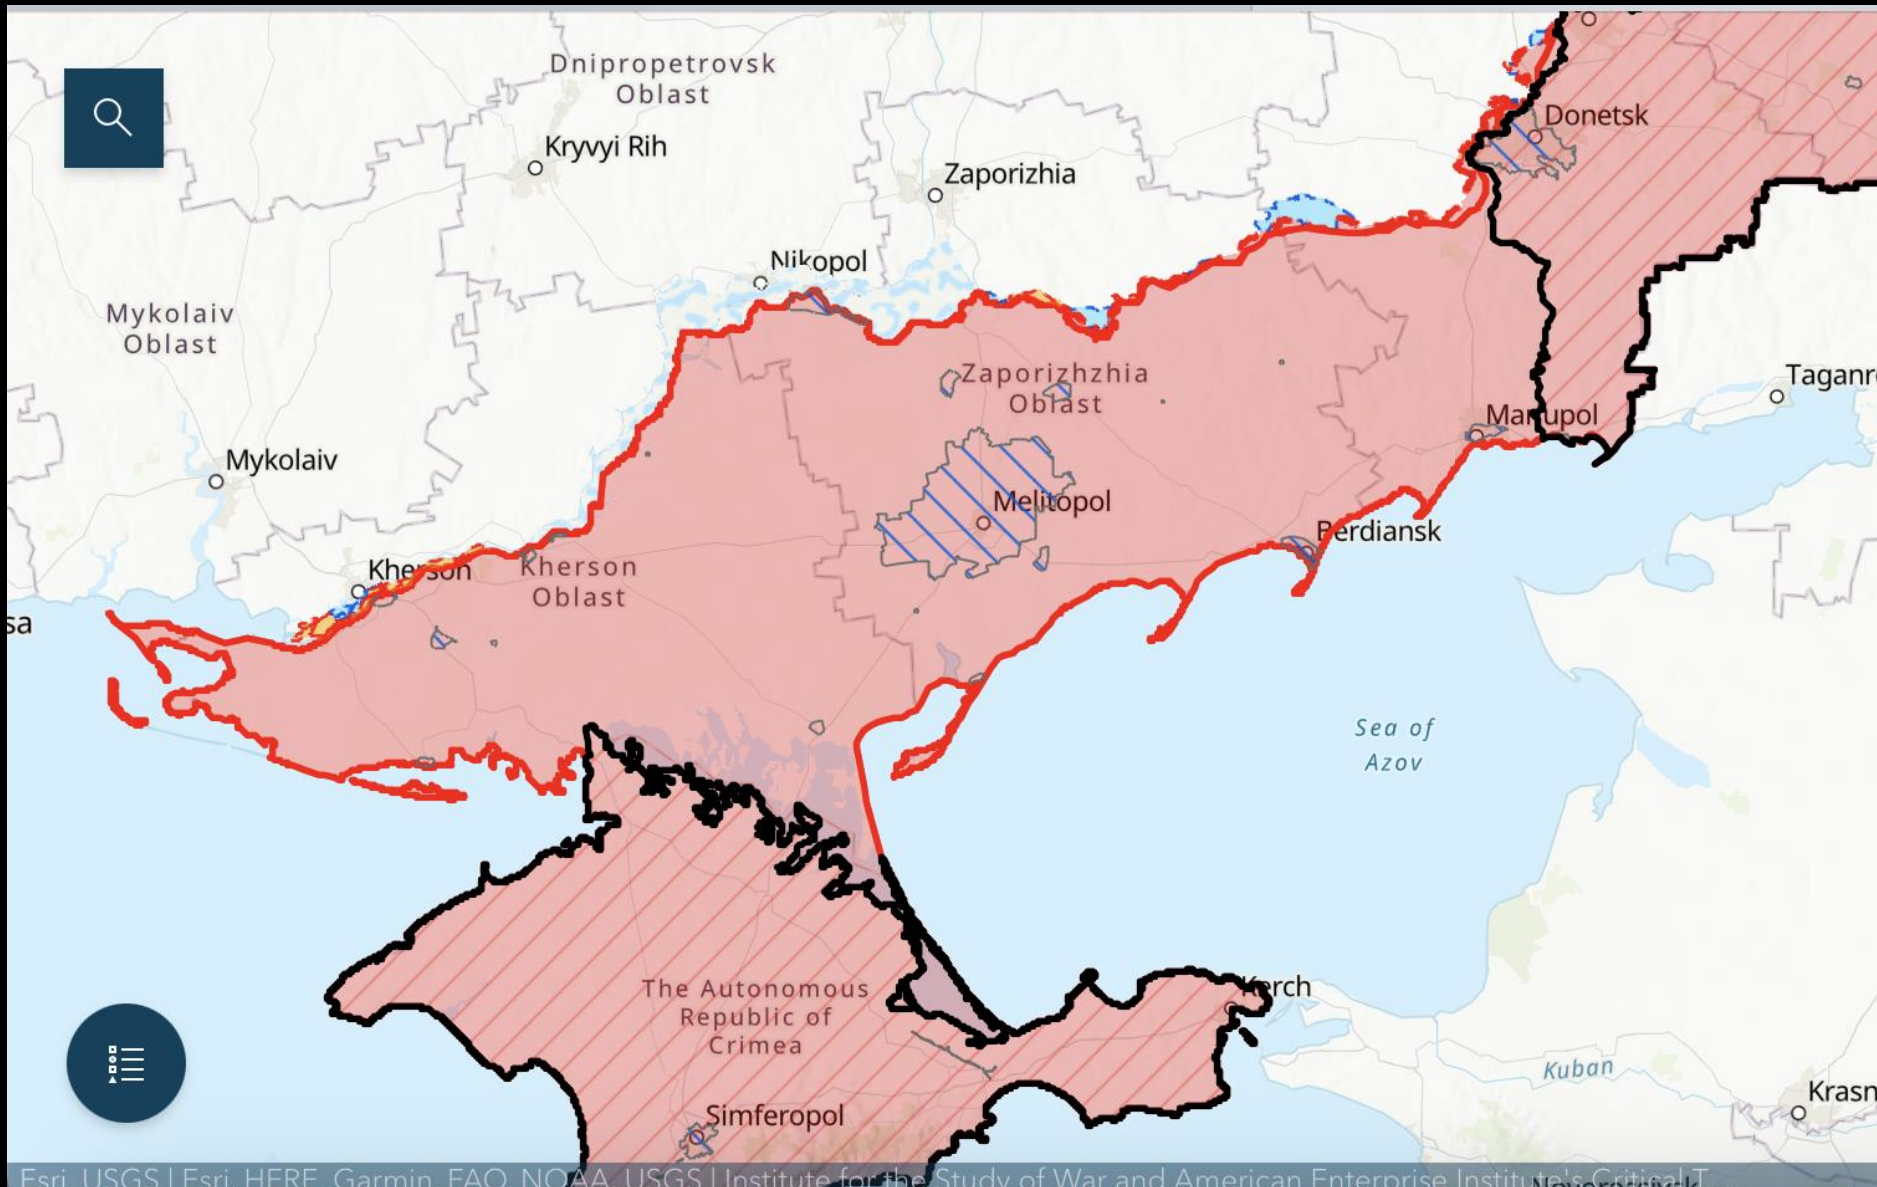 Dnipropetrovsk
Oblast
Donetsk
Kryvyi Rih
Zaporizhia
Nikopol
Mykolaiv
Oblast
Zaporizhzhia
Oblast
Taganr
Mariupol
Mykolaiv
Melitopol
Berdiansk
Kherson
Kherson
Oblast
sa
Sea of
Azov
The Autonomous
Republic of
Crimea
Kerch
Kuban
Krasn
Simferopol
Esri, USGS | Esri, HERE, Garmin, FAO, NOAA, USGS | Institute for the Study of War and American Enterprise Institute's Critical T